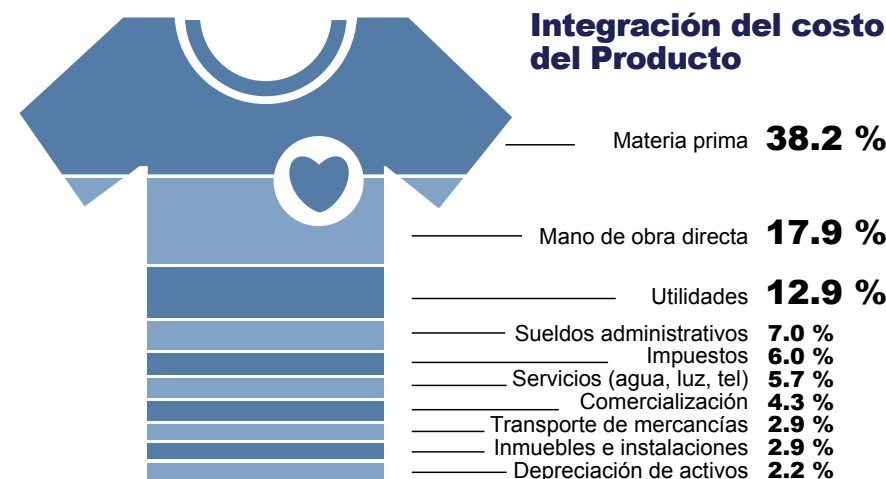 Integración del costo
del Producto
Materia prima 38.2 %
Mano de obra directa 17.9 %
Utilidades 12.9 %
Sueldos administrativos 7.0 %
Impuestos 6.0 %
Servicios (agua, luz, tel) 5.7 %
Comercialización 4.3 %
Transporte de mercancías 2.9 %
Inmuebles e instalaciones 2.9 %
Depreciación de activos 2.2 %